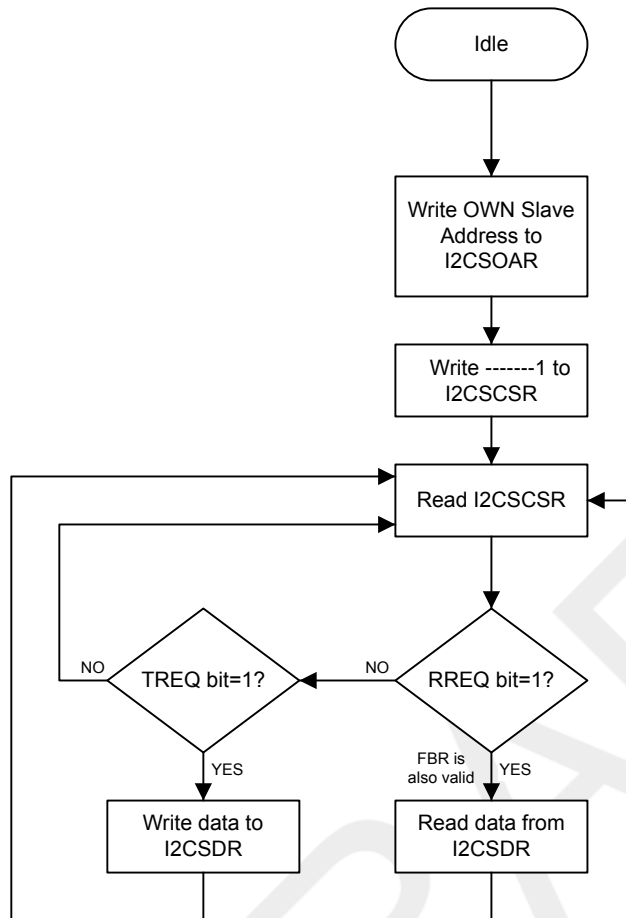 Idle
Write OWN Slave
Address to
I2CSOAR
Write -------1 to
I2CSCSR
Read I2CSCSR
NO
TREQ bit=1?
NO
RREQ bit=1?
YES
FBR is
also valid
YES
Write data to
I2CSDR
Read data from
I2CSDR